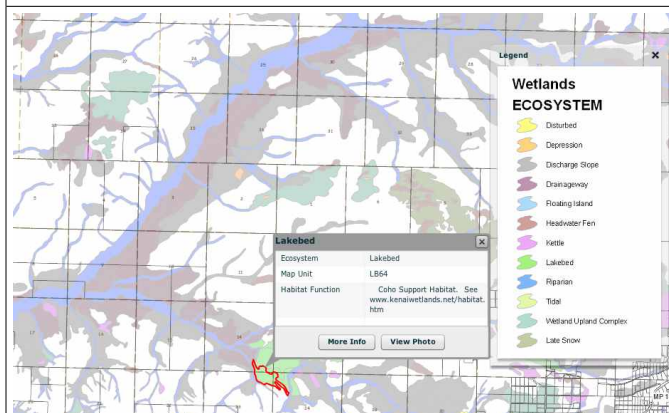 Legend
Wetlands
ECOSYSTEM
Disturbed
Depression
Discharge Slope
Drainageway
Floating Island
Headwater Fen
Kettle
Lakebed
Riparian
Tidal
Wetland Upland Complex
Late Snow
Lakebed
Ecosystem Lakebed
Map Unit LB64
Habitat Function Coho Support Habitat. See
www.kenaiwetlands.net/habitat.
htm
More Info View Photo